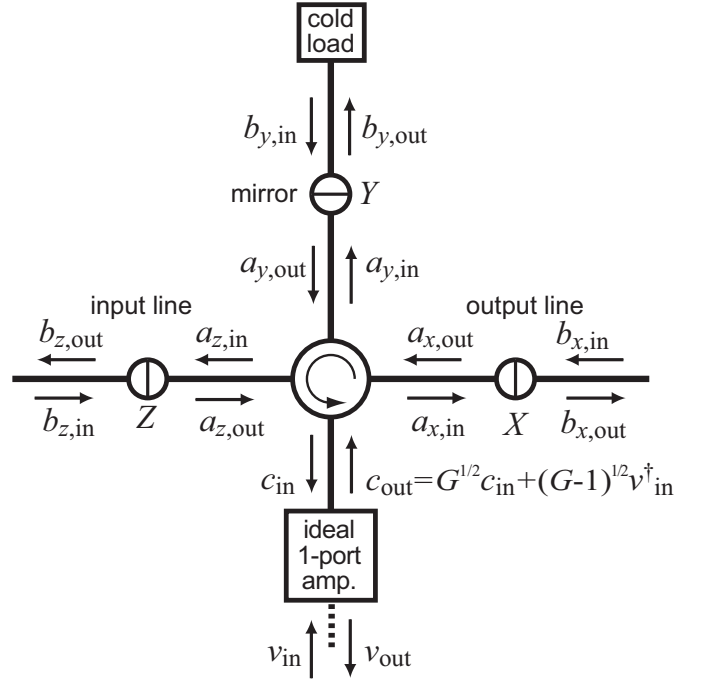 cold
load
b_y,in b_y,out
mirror Y
a_y,out a_y,in
input line output line
b_z,out a_z,in a_x,out b_x,in
b_z,in Z a_z,out a_x,in X b_x,out
c_in c_out=G^1/2c_in+(G-1)^1/2v^†_in
ideal
1-port
amp.
v_in v_out